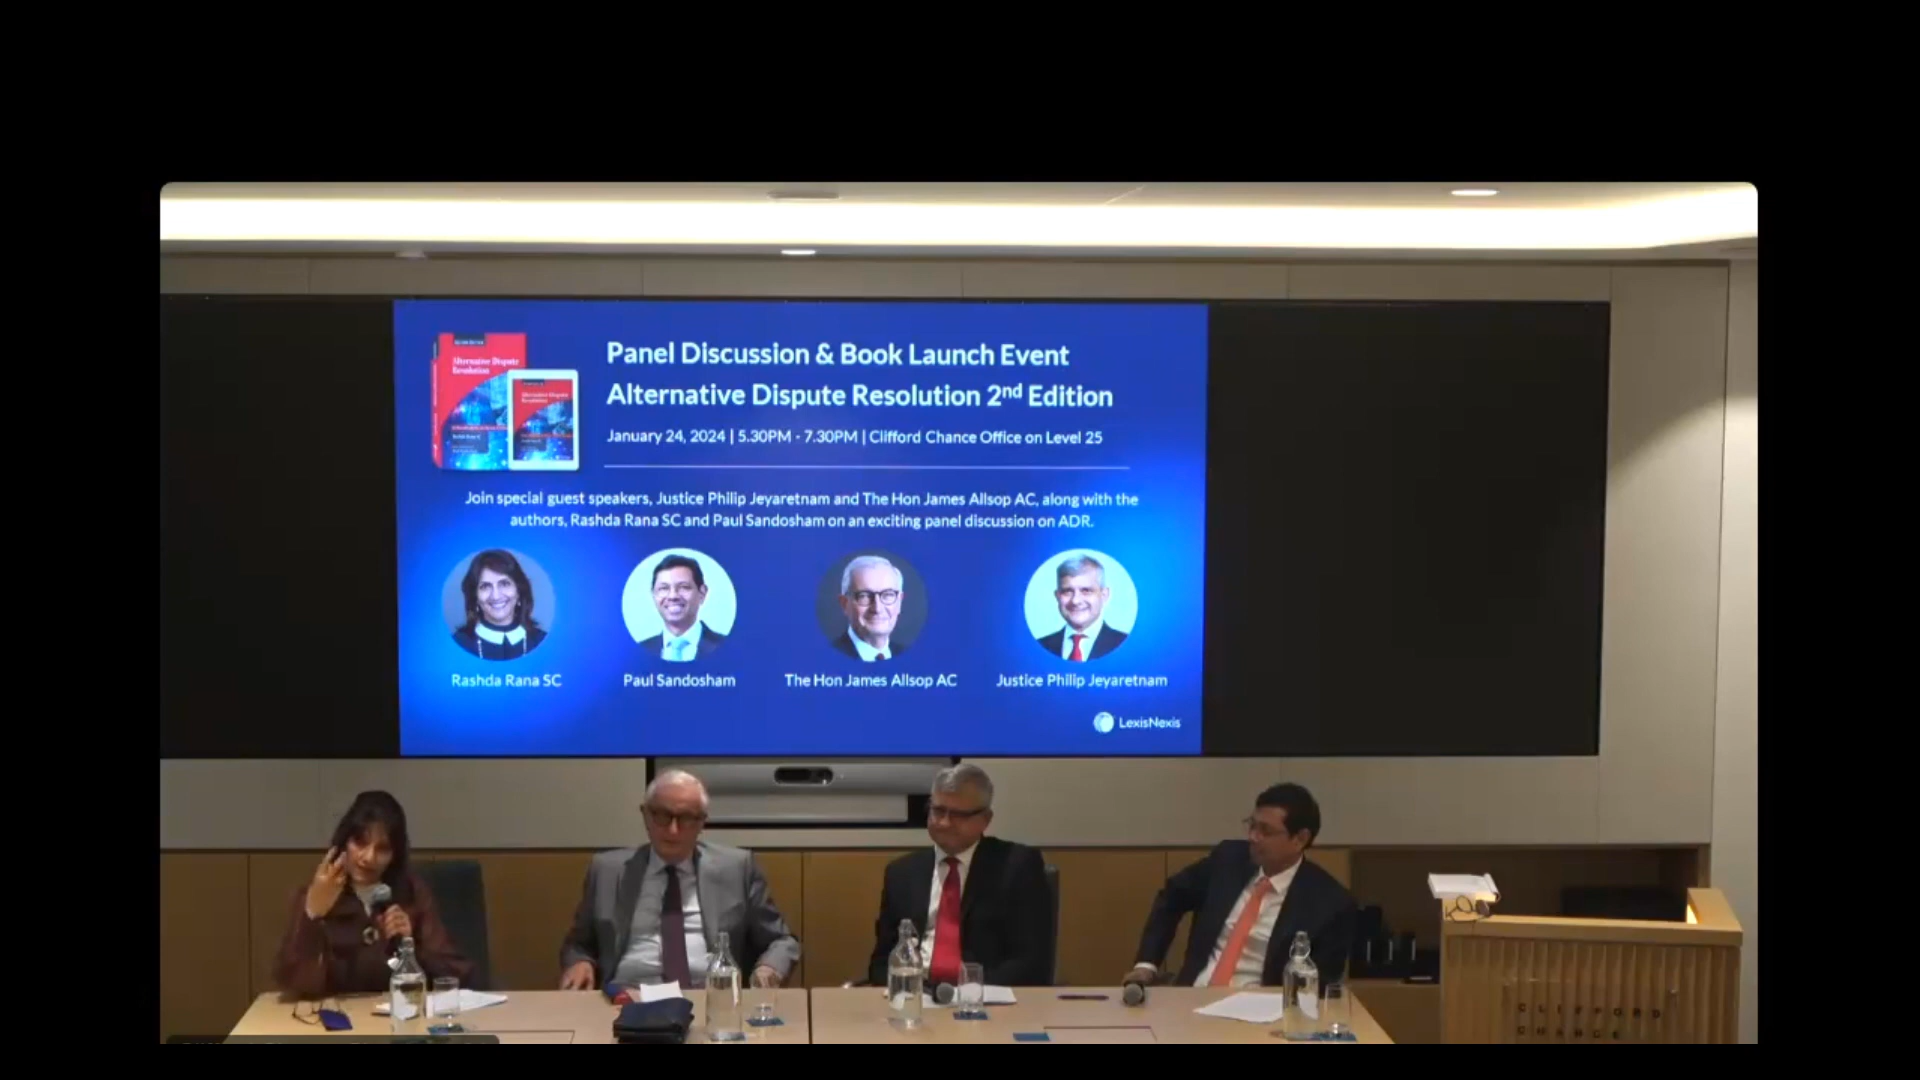 Panel Discussion & Book Launch Event
Alternative Dispute Resolution 2nd Edition
January 24, 2024 | 5.30PM - 7.30PM | Clifford Chance Office on Level 25
Alternative Dispute
Resolution
Join special guest speakers, Justice Philip Jeyaretnam and The Hon James Allsop AC, along with the
authors, Rashda Rana SC and Paul Sandosham on an exciting panel discussion on ADR.
Rashda Rana SC
Paul Sandosham
The Hon James Allsop AC
Justice Philip Jeyaretnam
LexisNexis
CLIFFORD
CHANCE